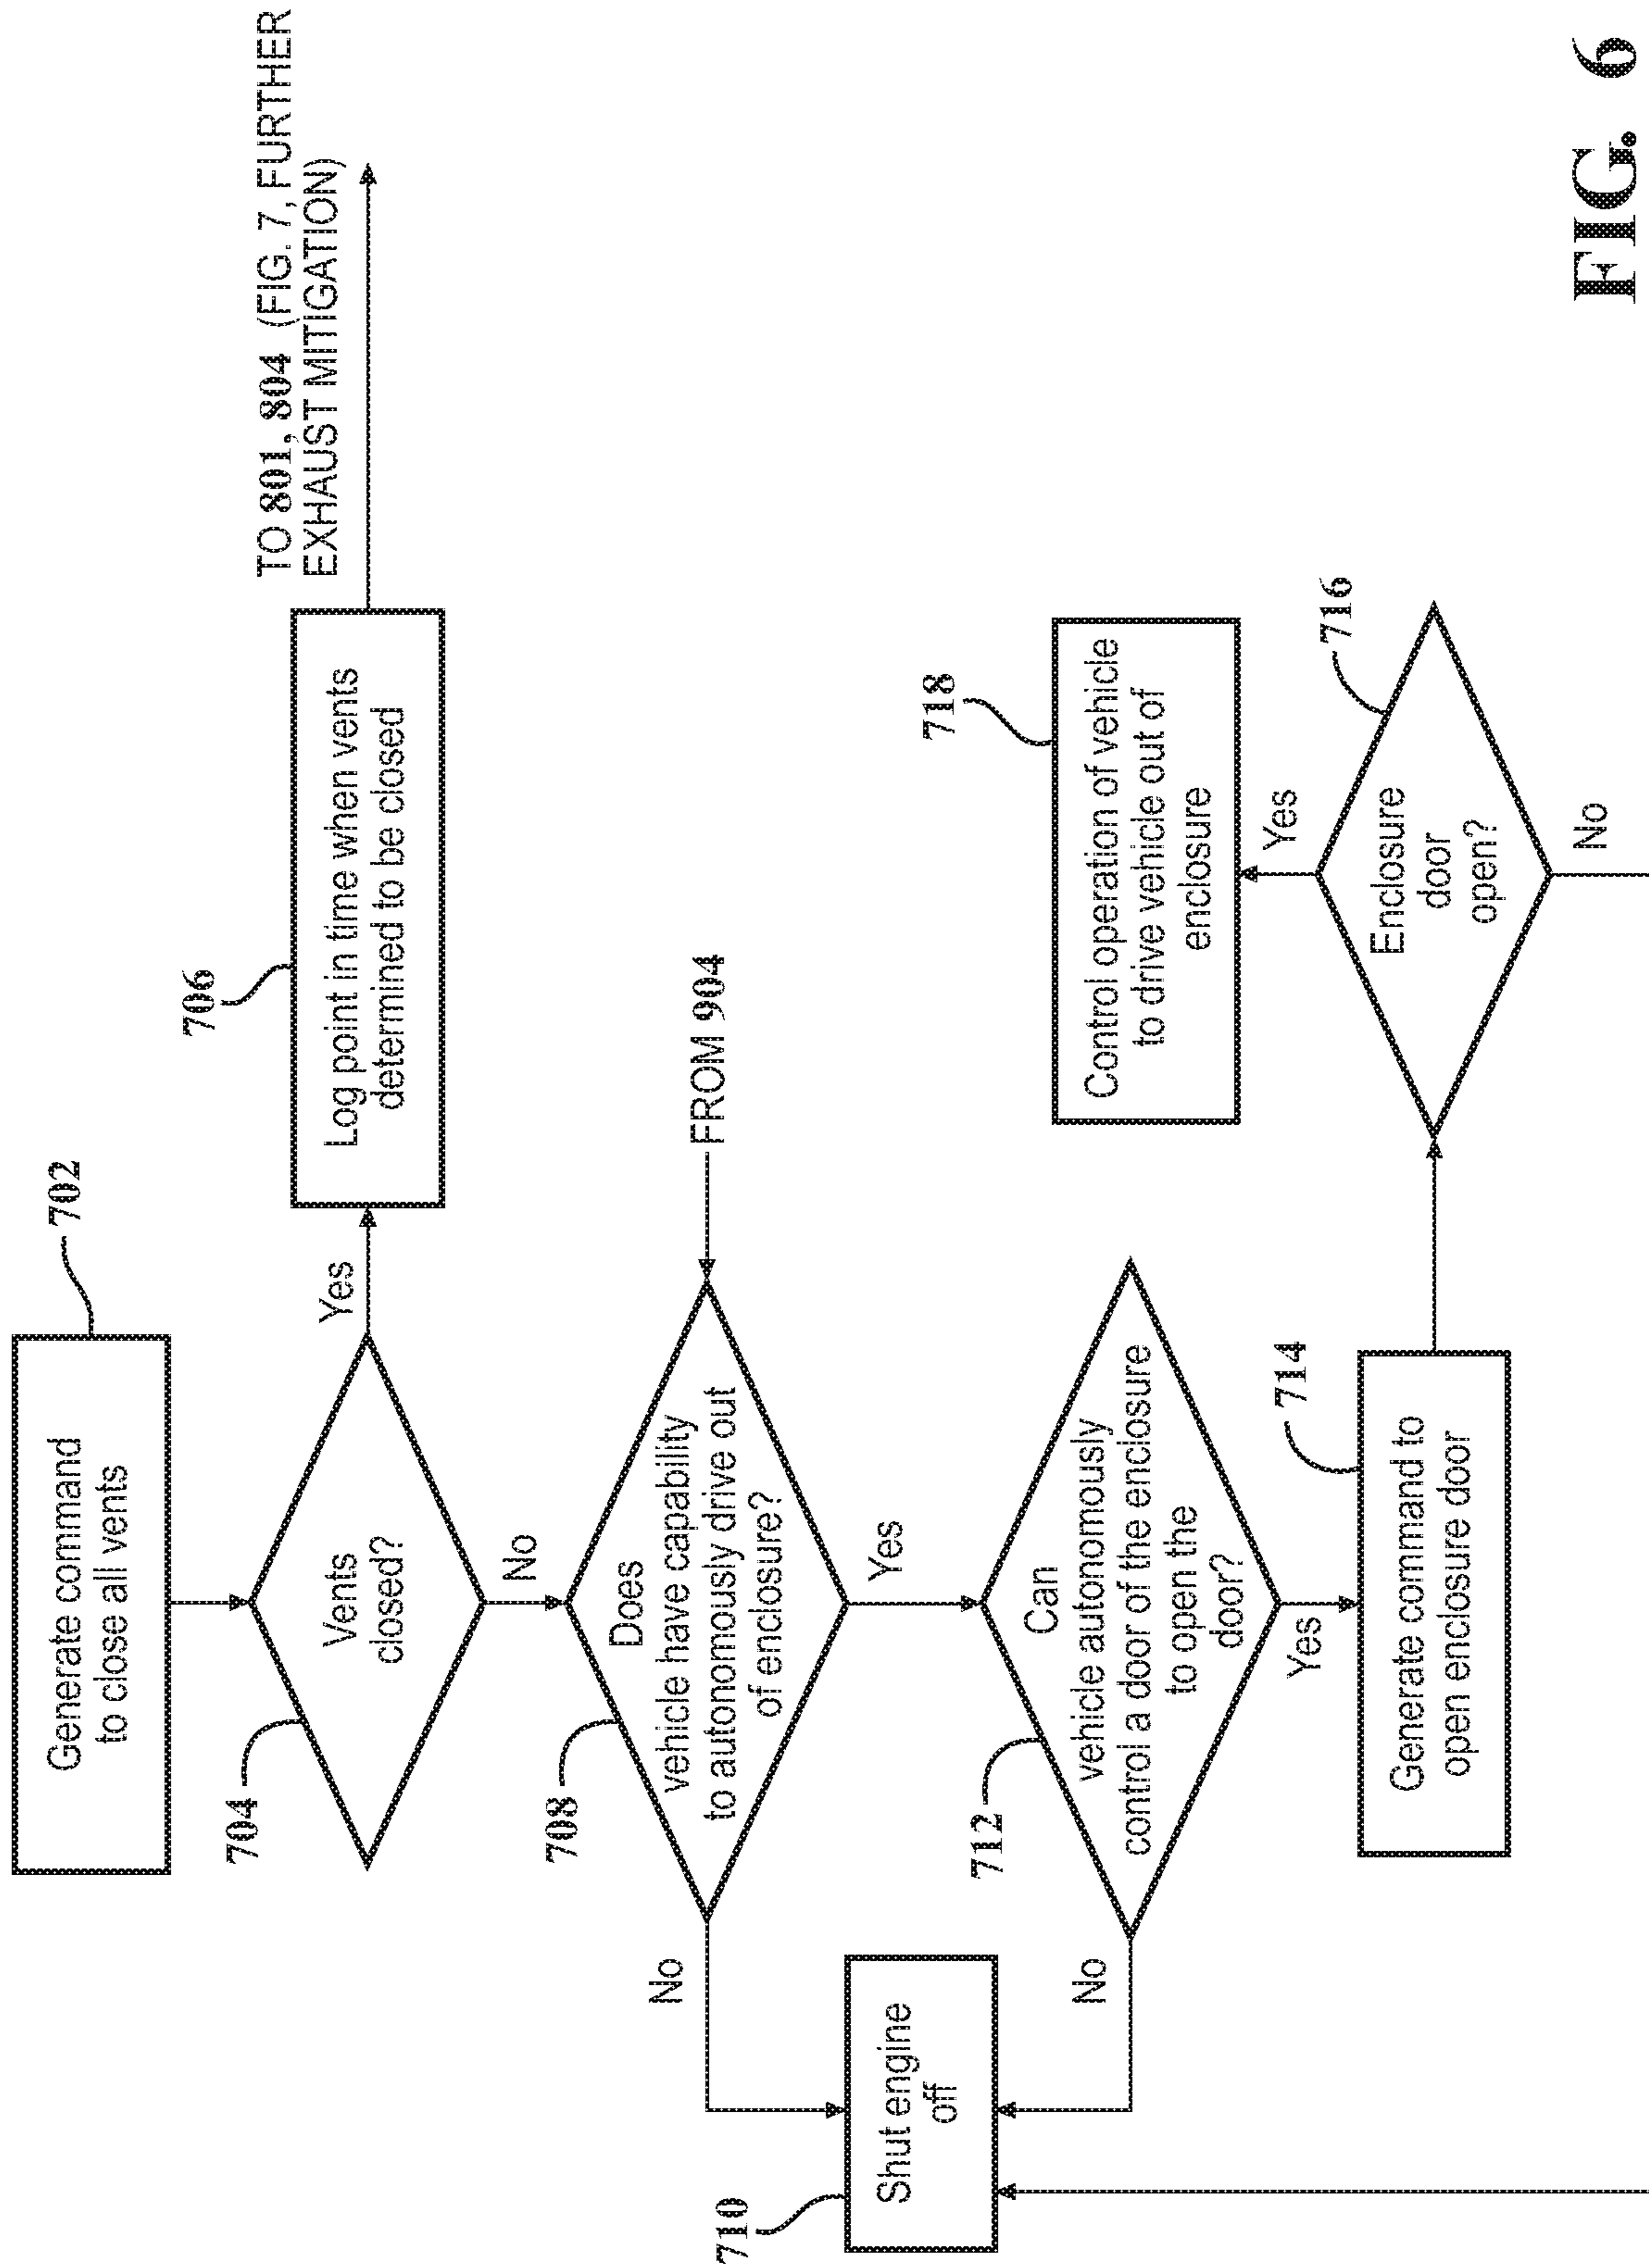 702
Generate command
to close all vents
704
Vents
closed?
Yes
No
706
Log point in time when vents
determined to be closed
TO 801, 804 (FIG. 7, FURTHER
EXHAUST MITIGATION)
708
Does
vehicle have capability
to autonomously drive out
of enclosure?
FROM 904
No
Yes
710
Shut engine
off
712
Can
vehicle autonomously
control a door of the enclosure
to open the
door?
No
Yes
714
Generate command to
open enclosure door
716
Enclosure
door
open?
Yes
No
718
Control operation of vehicle
to drive vehicle out of
enclosure
FIG. 6